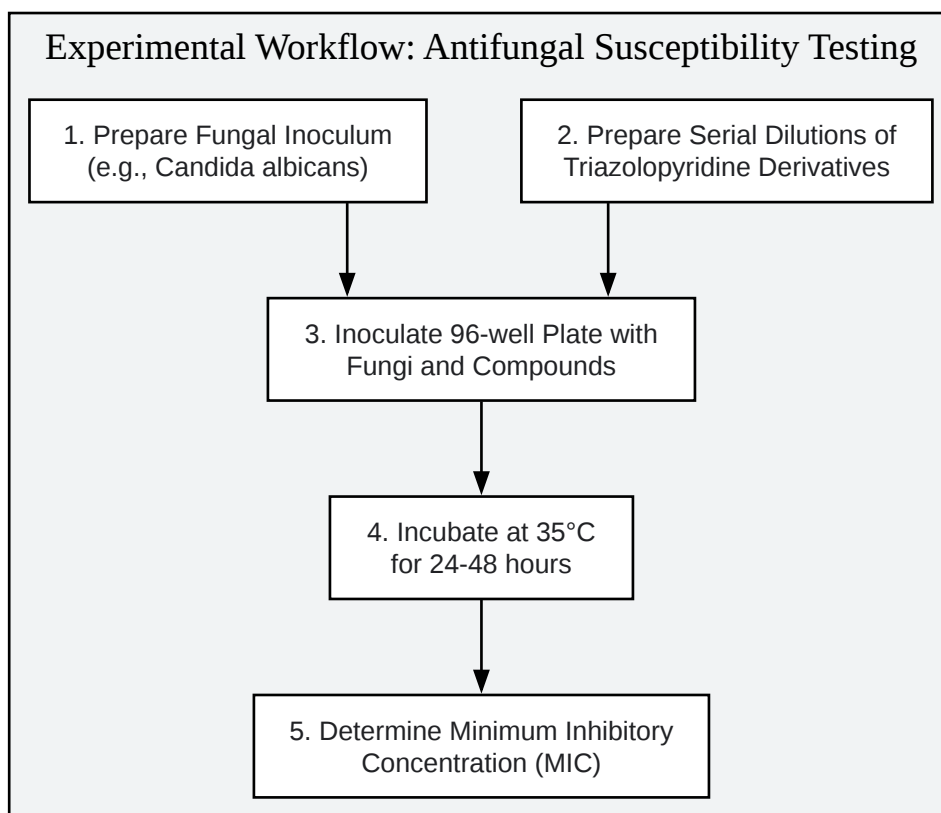 Experimental Workflow: Antifungal Susceptibility Testing
1. Prepare Fungal Inoculum
(e.g., Candida albicans)
2. Prepare Serial Dilutions of
Triazolopyridine Derivatives
3. Inoculate 96-well Plate with
Fungi and Compounds
4. Incubate at 35°C
for 24-48 hours
5. Determine Minimum Inhibitory
Concentration (MIC)